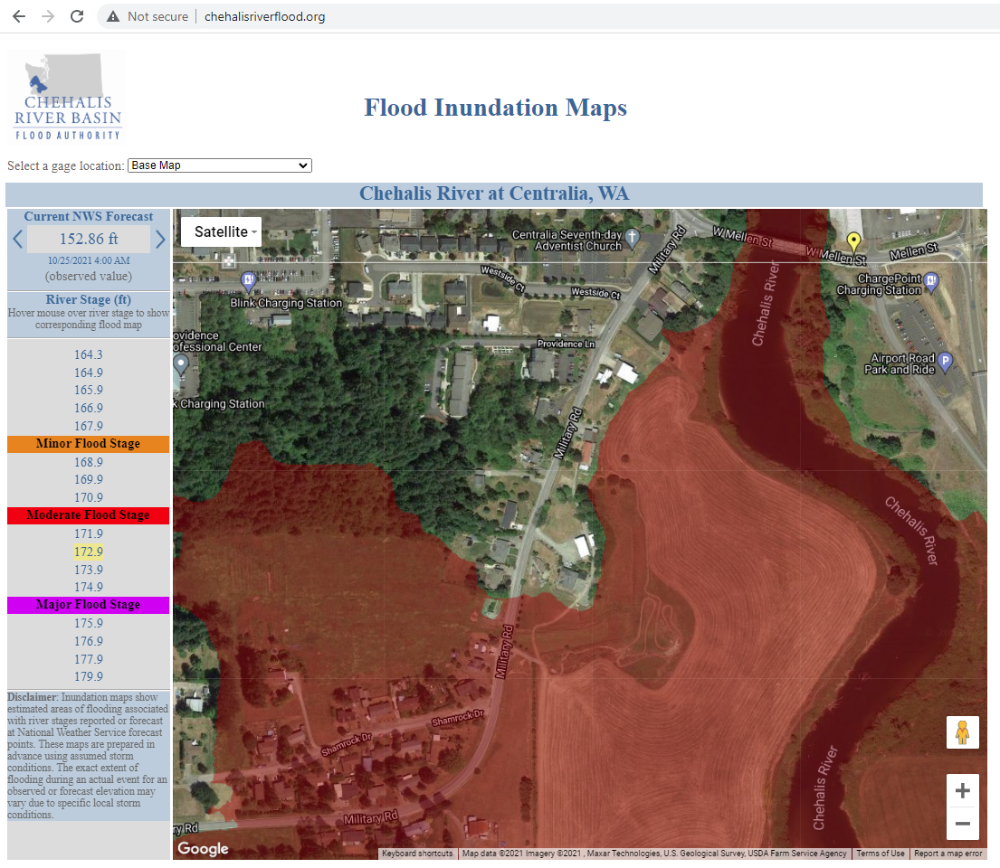 Not secure | chehalisriverflood.org
CHEHALIS
RIVER BASIN
FLOOD AUTHORITY
Flood Inundation Maps
Select a gage location: Base Map
Chehalis River at Centralia, WA
Current NWS Forecast
152.86 ft
10/25/2021 4:00 AM
(observed value)
River Stage (ft)
Hover mouse over river stage to show
corresponding flood map
164.3
164.9
165.9
166.9
167.9
Minor Flood Stage
168.9
169.9
170.9
Moderate Flood Stage
171.9
172.9
173.9
174.9
Major Flood Stage
175.9
176.9
177.9
179.9
Disclaimer: Inundation maps show
estimated areas of flooding associated
with river stages reported or forecast
at National Weather Service forecast
points. These maps are prepared in
advance using assumed storm
conditions. The exact extent of
flooding during an actual event for an
observed or forecast elevation may
vary due to specific local storm
conditions.
Satellite
Centralia Seventh-day
Adventist Church
Military Rd
W Mellen St
W Mellen St
Mellen St
Westside Ct
Westside Ct
Blink Charging Station
ChargePoint
Charging Station
Chehalis River
ovidence
ofessional Center
Providence Ln
Airport Road
Park and Ride
P
k Charging Station
Military Rd
Chehalis River
Military Rd
Shamrock Dr
Shamrock Dr
Chehalis River
Military Rd
ry Rd
Google
Keyboard shortcuts
Map data ©2021 Imagery ©2021 , Maxar Technologies, U.S. Geological Survey, USDA Farm Service Agency
Terms of Use
Report a map error